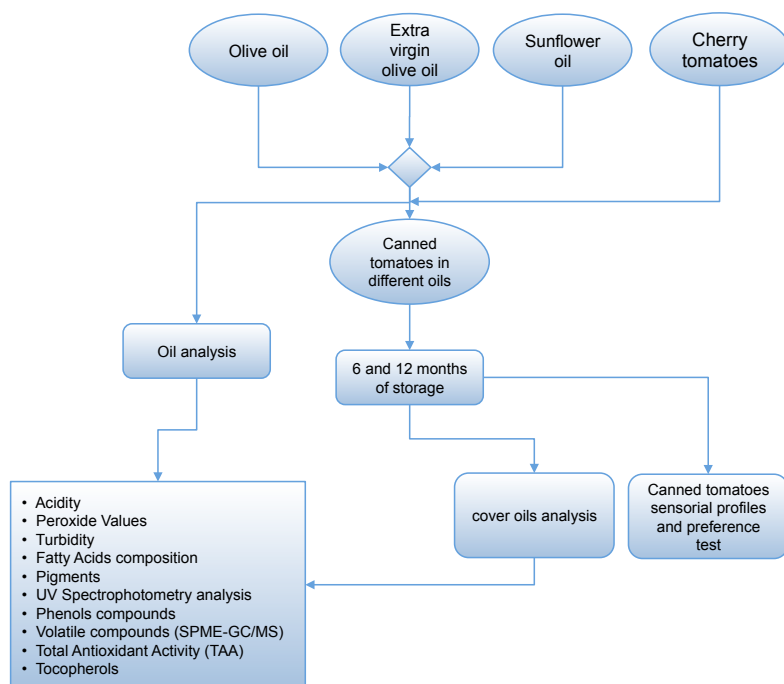 Olive oil
Extra
virgin
olive oil
Sunflower
oil
Cherry
tomatoes
Canned
tomatoes in
different oils
Oil analysis
6 and 12 months
of storage
cover oils analysis
Canned tomatoes
sensorial profiles
and preference
test
• Acidity
• Peroxide Values
• Turbidity
• Fatty Acids composition
• Pigments
• UV Spectrophotometry analysis
• Phenols compounds
• Volatile compounds (SPME-GC/MS)
• Total Antioxidant Activity (TAA)
• Tocopherols